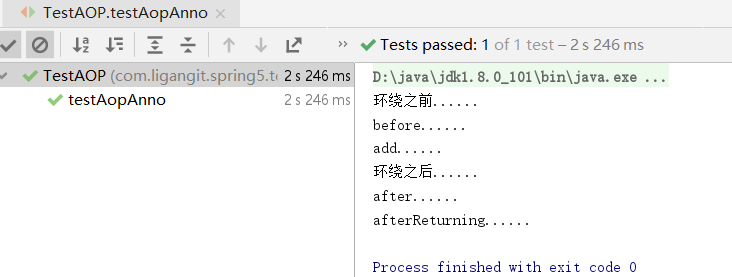 TestAOP.testAopAnno
Tests passed: 1 of 1 test – 2 s 246 ms
TestAOP (com.ligangit.spring5.te 2 s 246 ms
testAopAnno 2 s 246 ms
D:\java\jdk1.8.0_101\bin\java.exe ...
环绕之前......
before......
add......
环绕之后......
after......
afterReturning......
Process finished with exit code 0